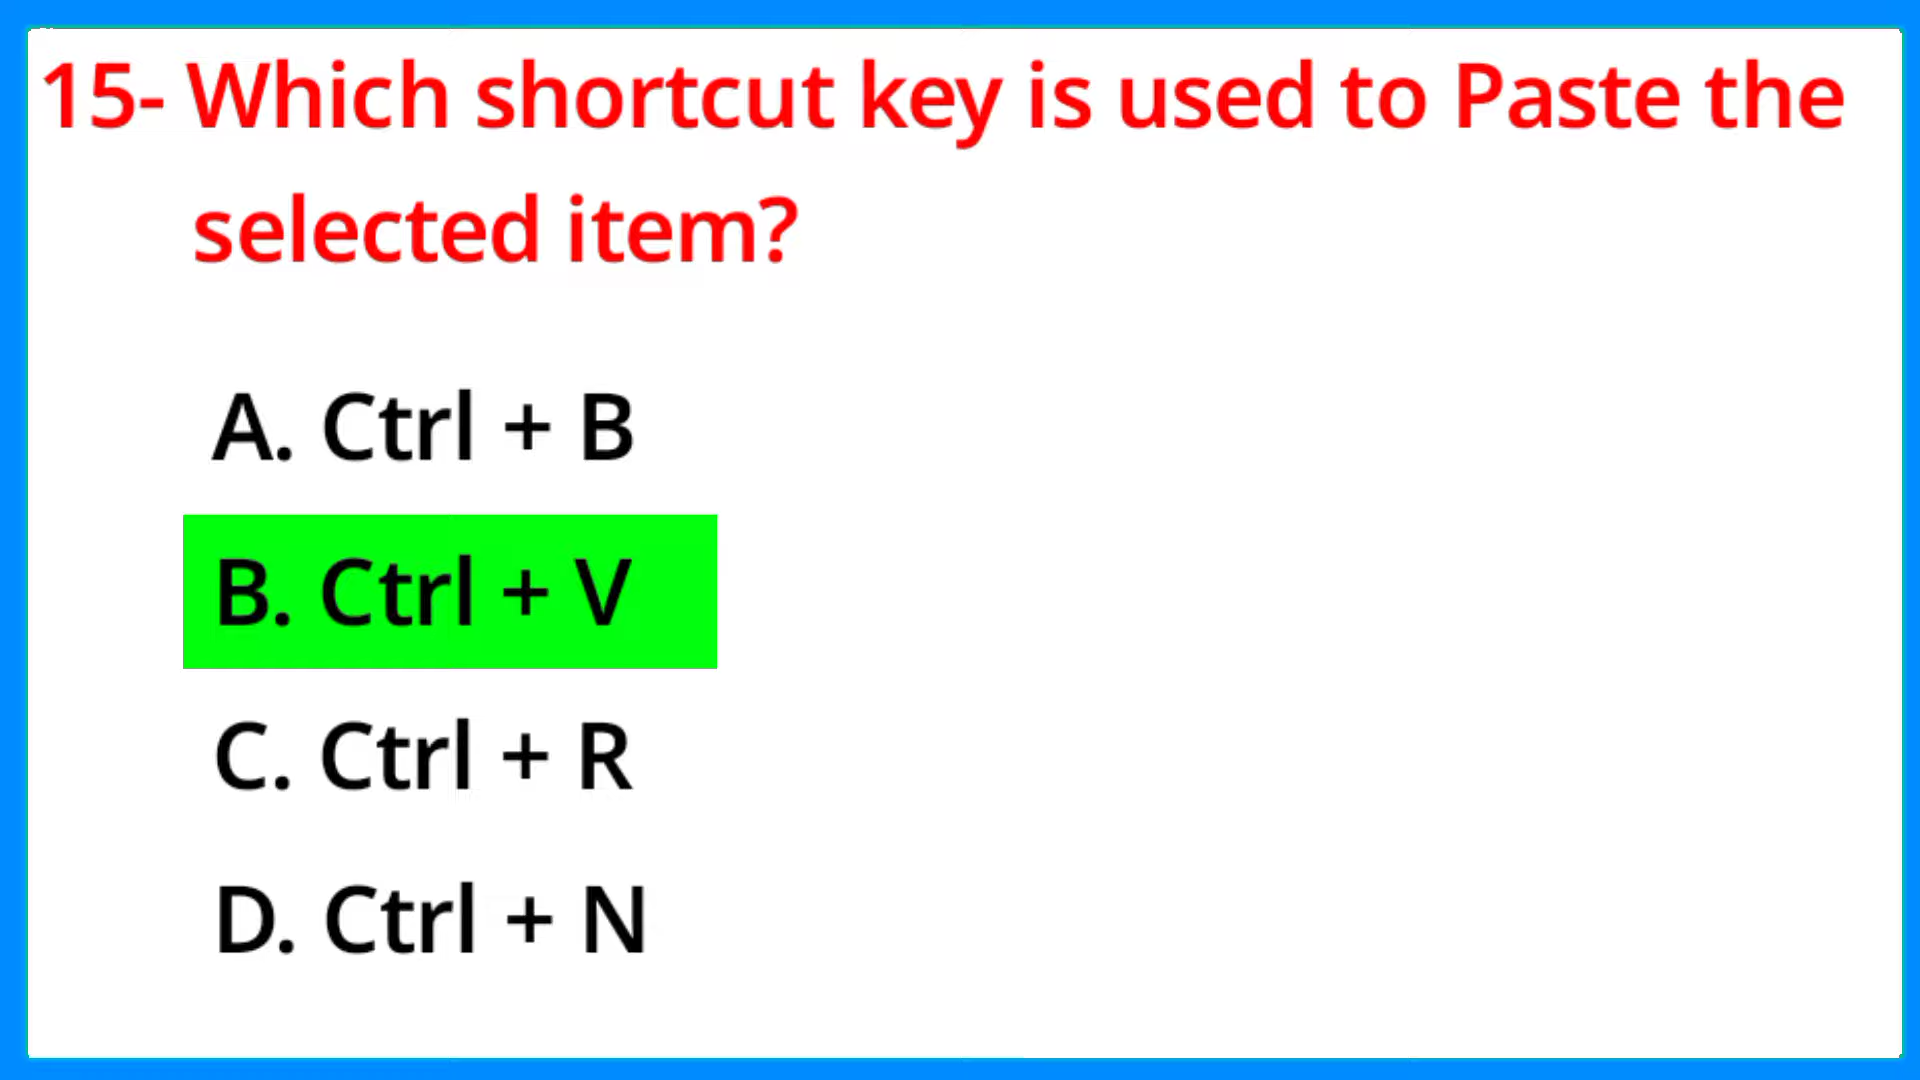 15- Which shortcut key is used to Paste the
selected item?
A. Ctrl + B
B. Ctrl + V
C. Ctrl + R
D. Ctrl + N